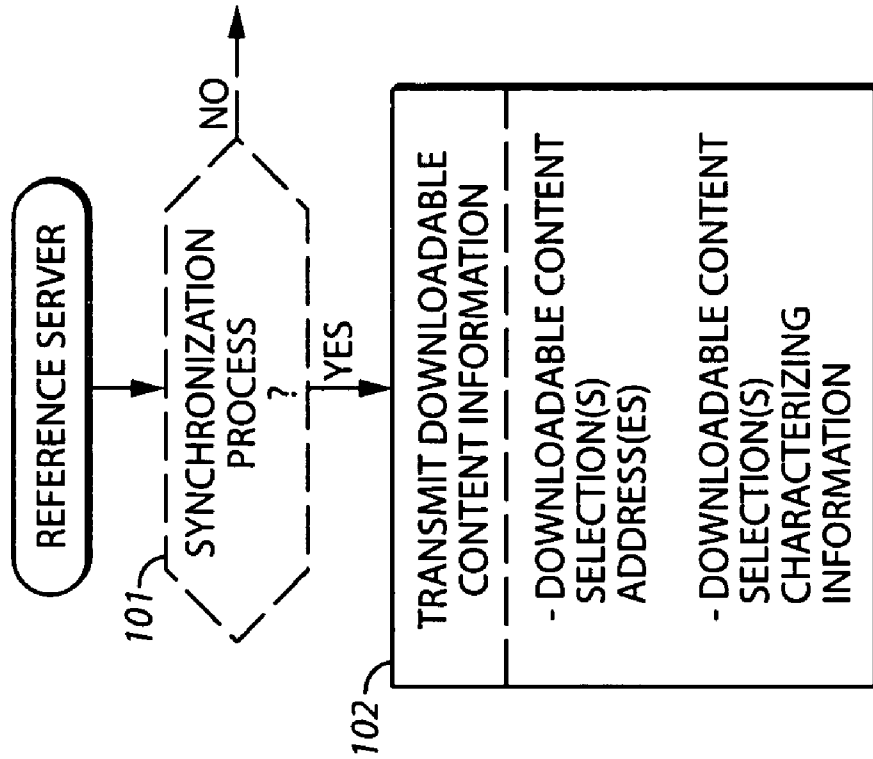 REFERENCE SERVER
101
SYNCHRONIZATION
PROCESS
?
NO
YES
102
TRANSMIT DOWNLOADABLE
CONTENT INFORMATION
- DOWNLOADABLE CONTENT
SELECTION(S)
ADDRESS(ES)
- DOWNLOADABLE CONTENT
SELECTION(S)
CHARACTERIZING
INFORMATION